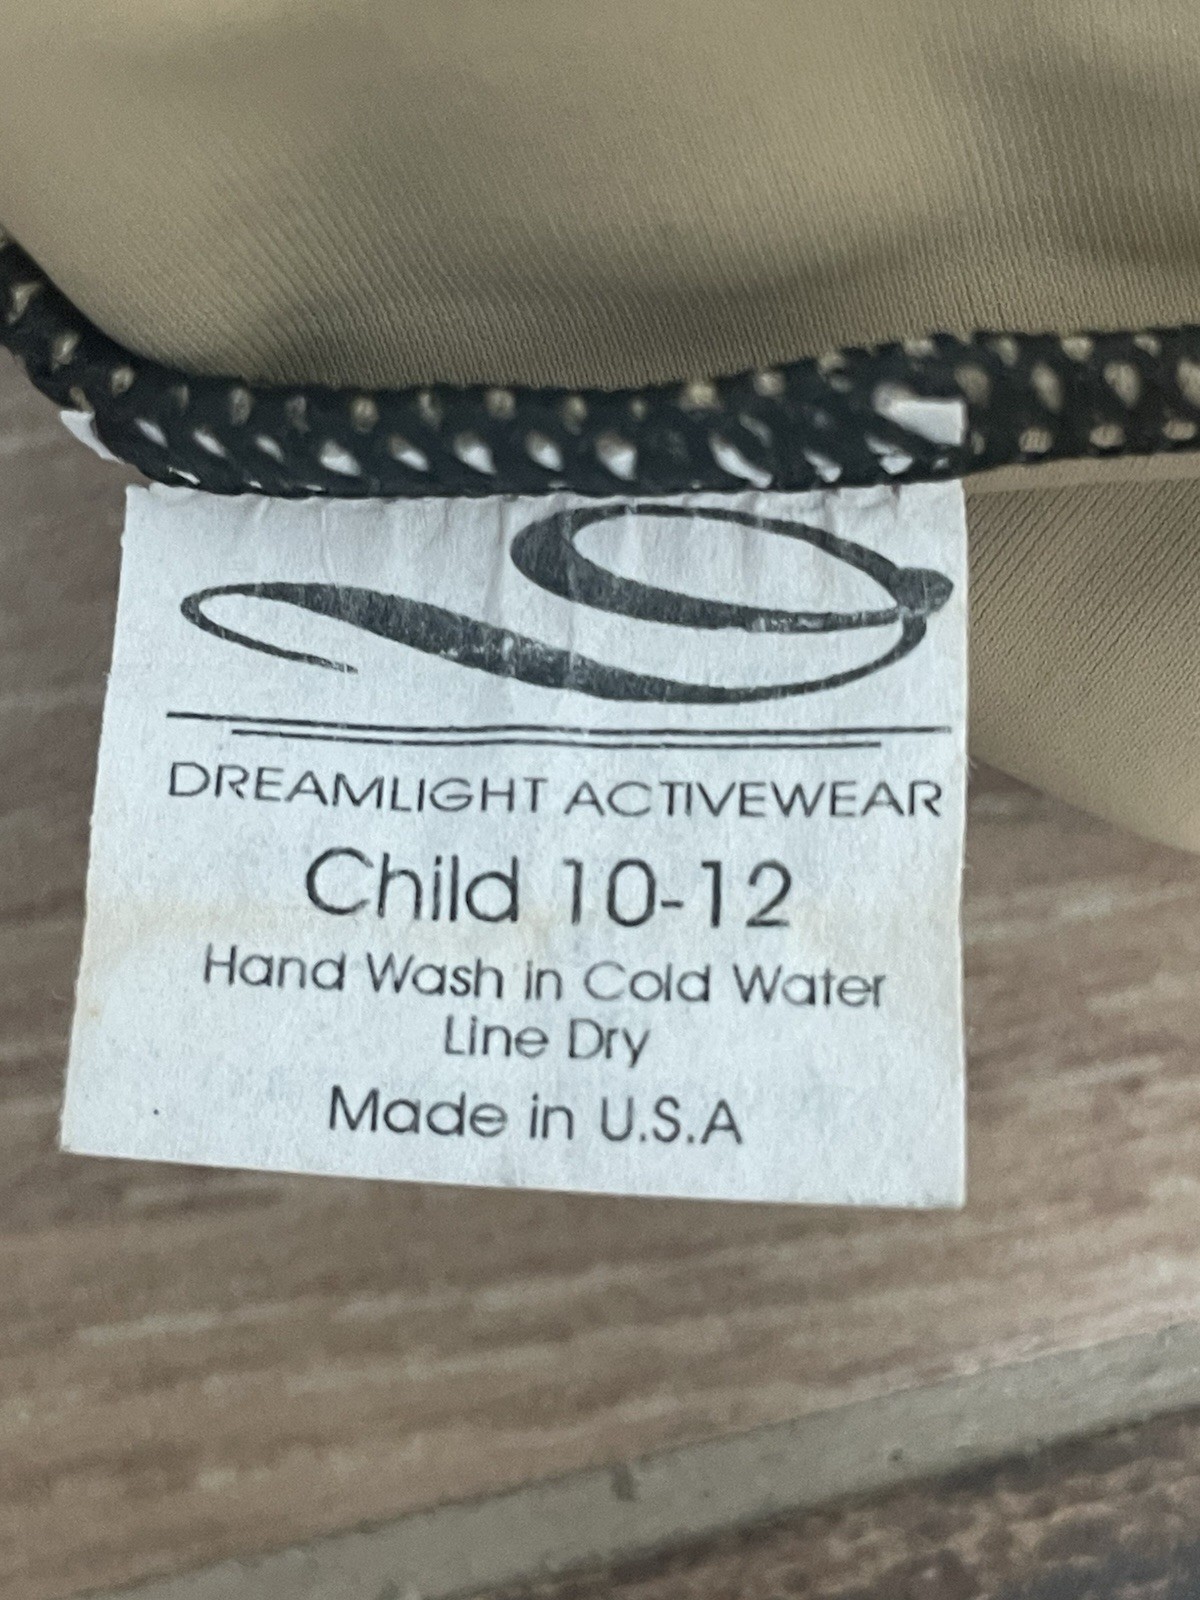 DREAMLIGHT ACTIVEWEAR
Child 10-12
Hand Wash in Cold Water
Line Dry
Made in U.S.A